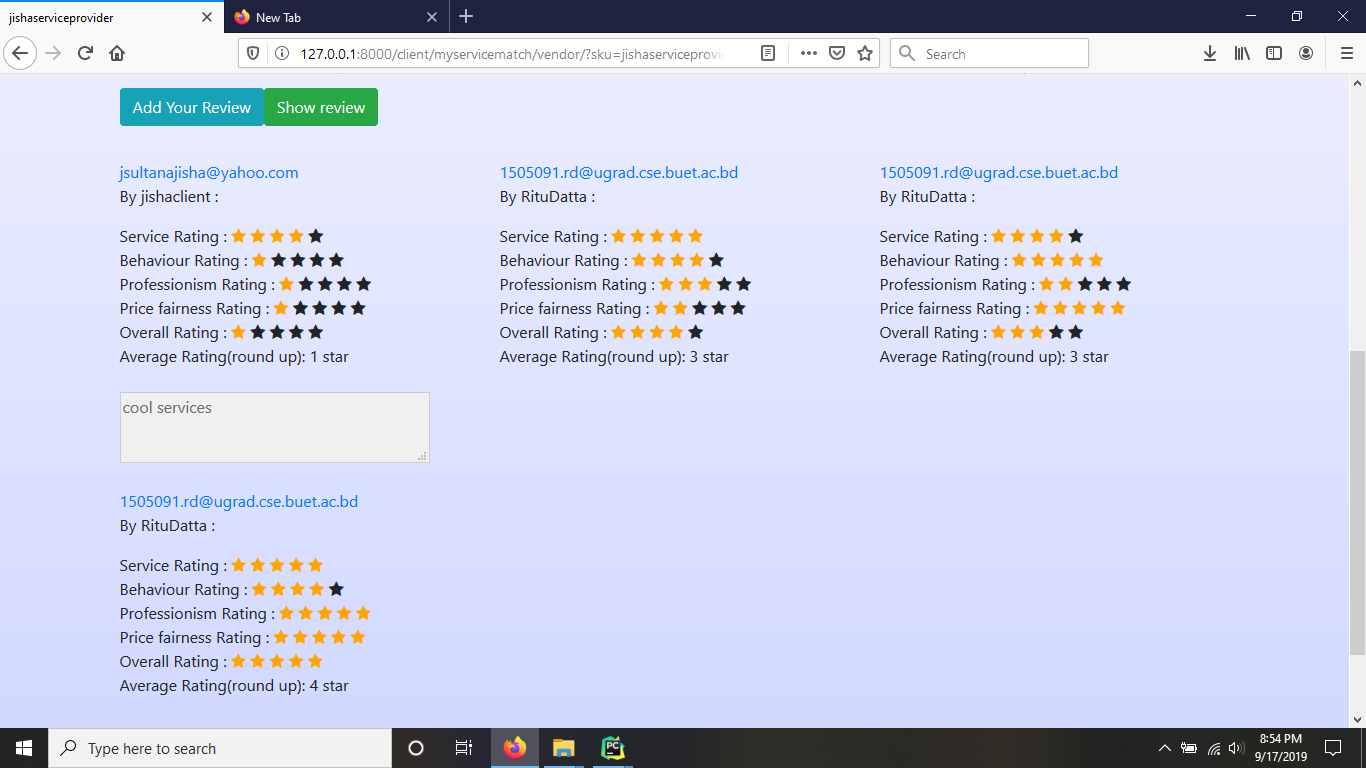 jishaserviceprovider
New Tab
127.0.0.1:8000/client/myservicematch/vendor/?sku=jishaserviceprovi
Search
Add Your Review
Show review
jsultanajisha@yahoo.com
By jishaclient :
Service Rating :
Behaviour Rating :
Professionism Rating :
Price fairness Rating :
Overall Rating :
Average Rating(round up): 1 star
cool services
1505091.rd@ugrad.cse.buet.ac.bd
By RituDatta :
Service Rating :
Behaviour Rating :
Professionism Rating :
Price fairness Rating :
Overall Rating :
Average Rating(round up): 3 star
1505091.rd@ugrad.cse.buet.ac.bd
By RituDatta :
Service Rating :
Behaviour Rating :
Professionism Rating :
Price fairness Rating :
Overall Rating :
Average Rating(round up): 3 star
1505091.rd@ugrad.cse.buet.ac.bd
By RituDatta :
Service Rating :
Behaviour Rating :
Professionism Rating :
Price fairness Rating :
Overall Rating :
Average Rating(round up): 4 star
Type here to search
PC
8:54 PM
9/17/2019